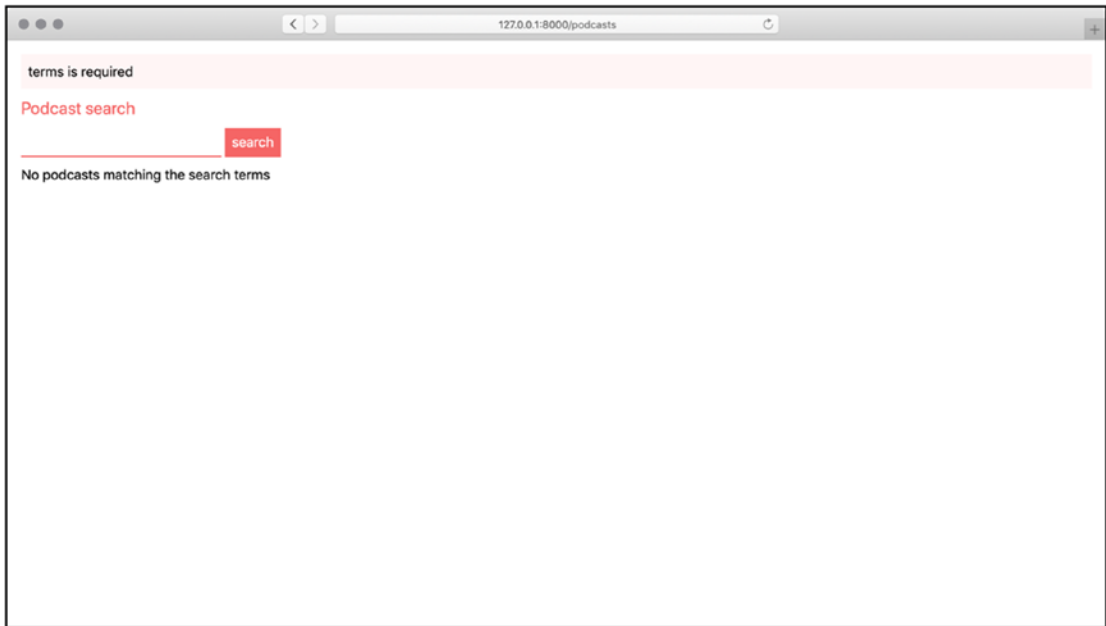 127.0.0.1:8000/podcasts
terms is required
Podcast search
search
No podcasts matching the search terms